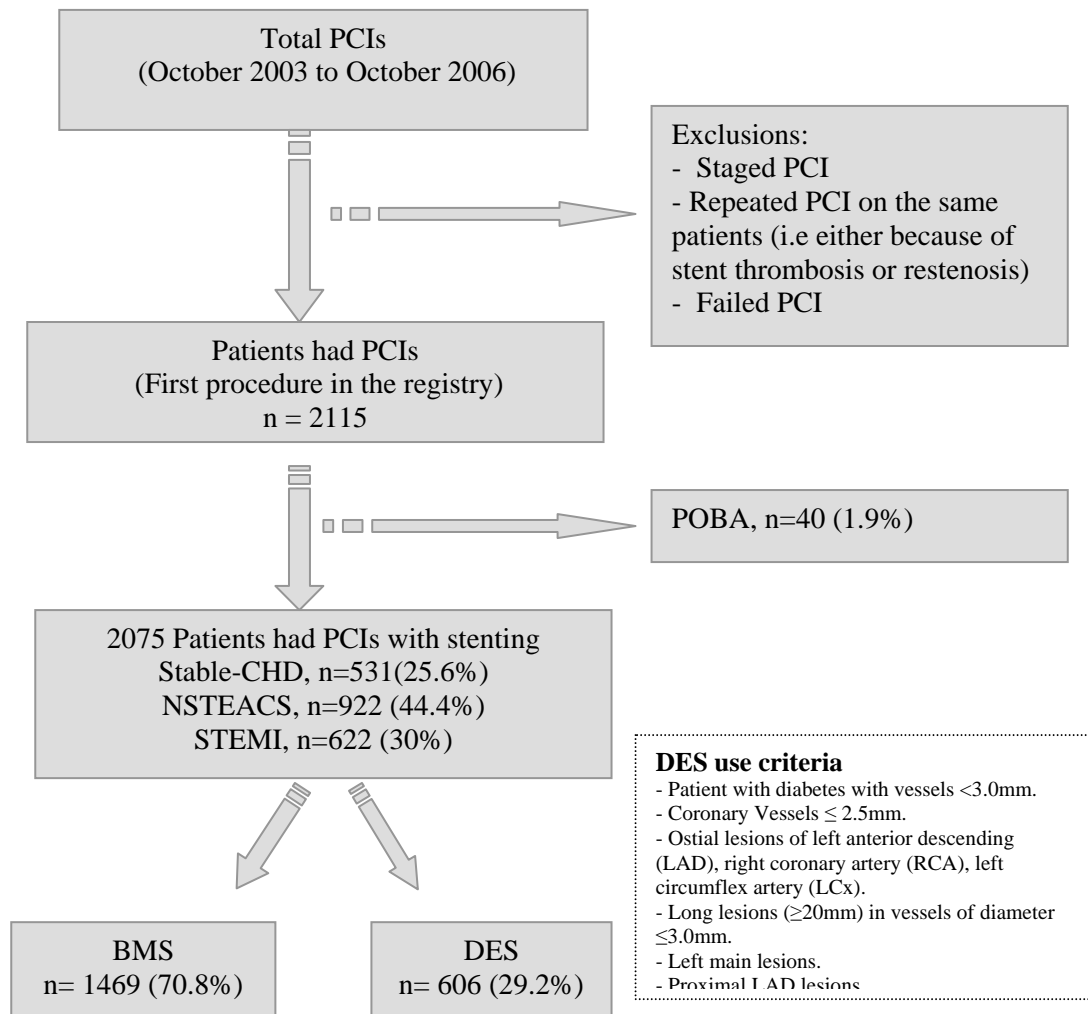 Total PCIs
(October 2003 to October 2006)
Exclusions:
- Staged PCI
- Repeated PCI on the same
patients (i.e either because of
stent thrombosis or restenosis)
- Failed PCI
Patients had PCIs
(First procedure in the registry)
n = 2115
POBA, n=40 (1.9%)
2075 Patients had PCIs with stenting
Stable-CHD, n=531(25.6%)
NSTEACS, n=922 (44.4%)
STEMI, n=622 (30%)
DES use criteria
- Patient with diabetes with vessels <3.0mm.
- Coronary Vessels ≤ 2.5mm.
- Ostial lesions of left anterior descending
(LAD), right coronary artery (RCA), left
circumflex artery (LCx).
- Long lesions (≥20mm) in vessels of diameter
≤3.0mm.
- Left main lesions.
- Proximal LAD lesions
BMS
n= 1469 (70.8%)
DES
n= 606 (29.2%)